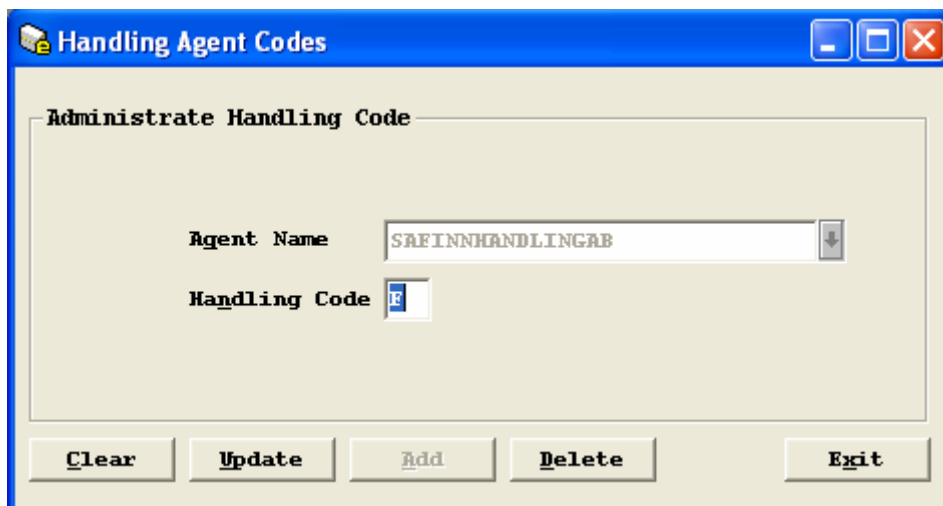 Handling Agent Codes
Administrate Handling Code
Agent Name SAFINNHANDLINGAB
Handling Code F
Clear Update Add Delete Exit